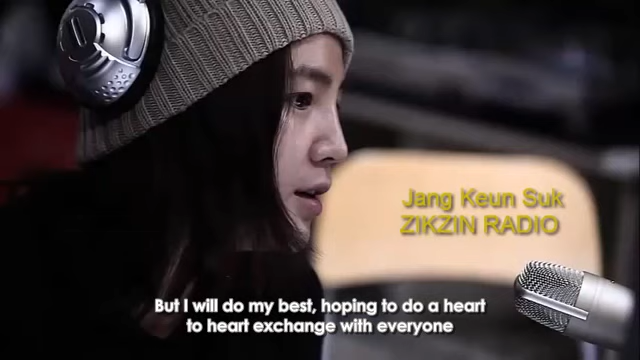 Jang Keun Suk
ZIKZIN RADIO
But I will do my best, hoping to do a heart
to heart exchange with everyone